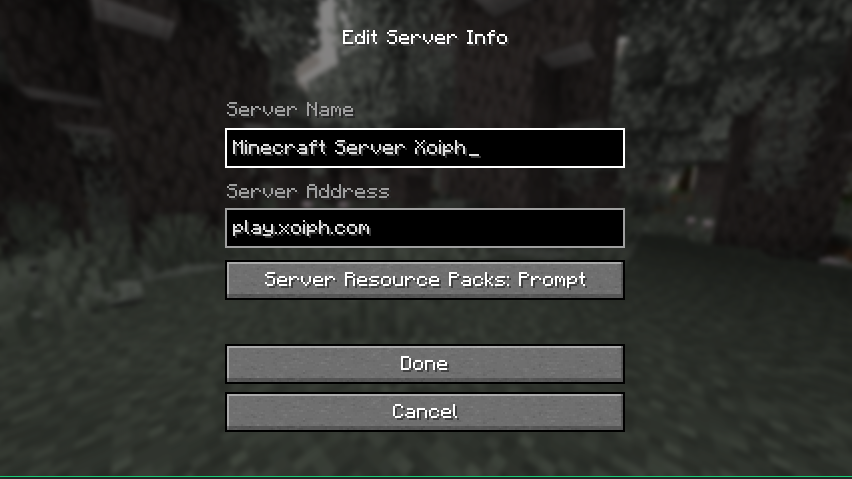 Edit Server Info
Server Name
Minecraft Server Xoiph_
Server Address
play.xoiph.com
Server Resource Packs: Prompt
Done
Cancel